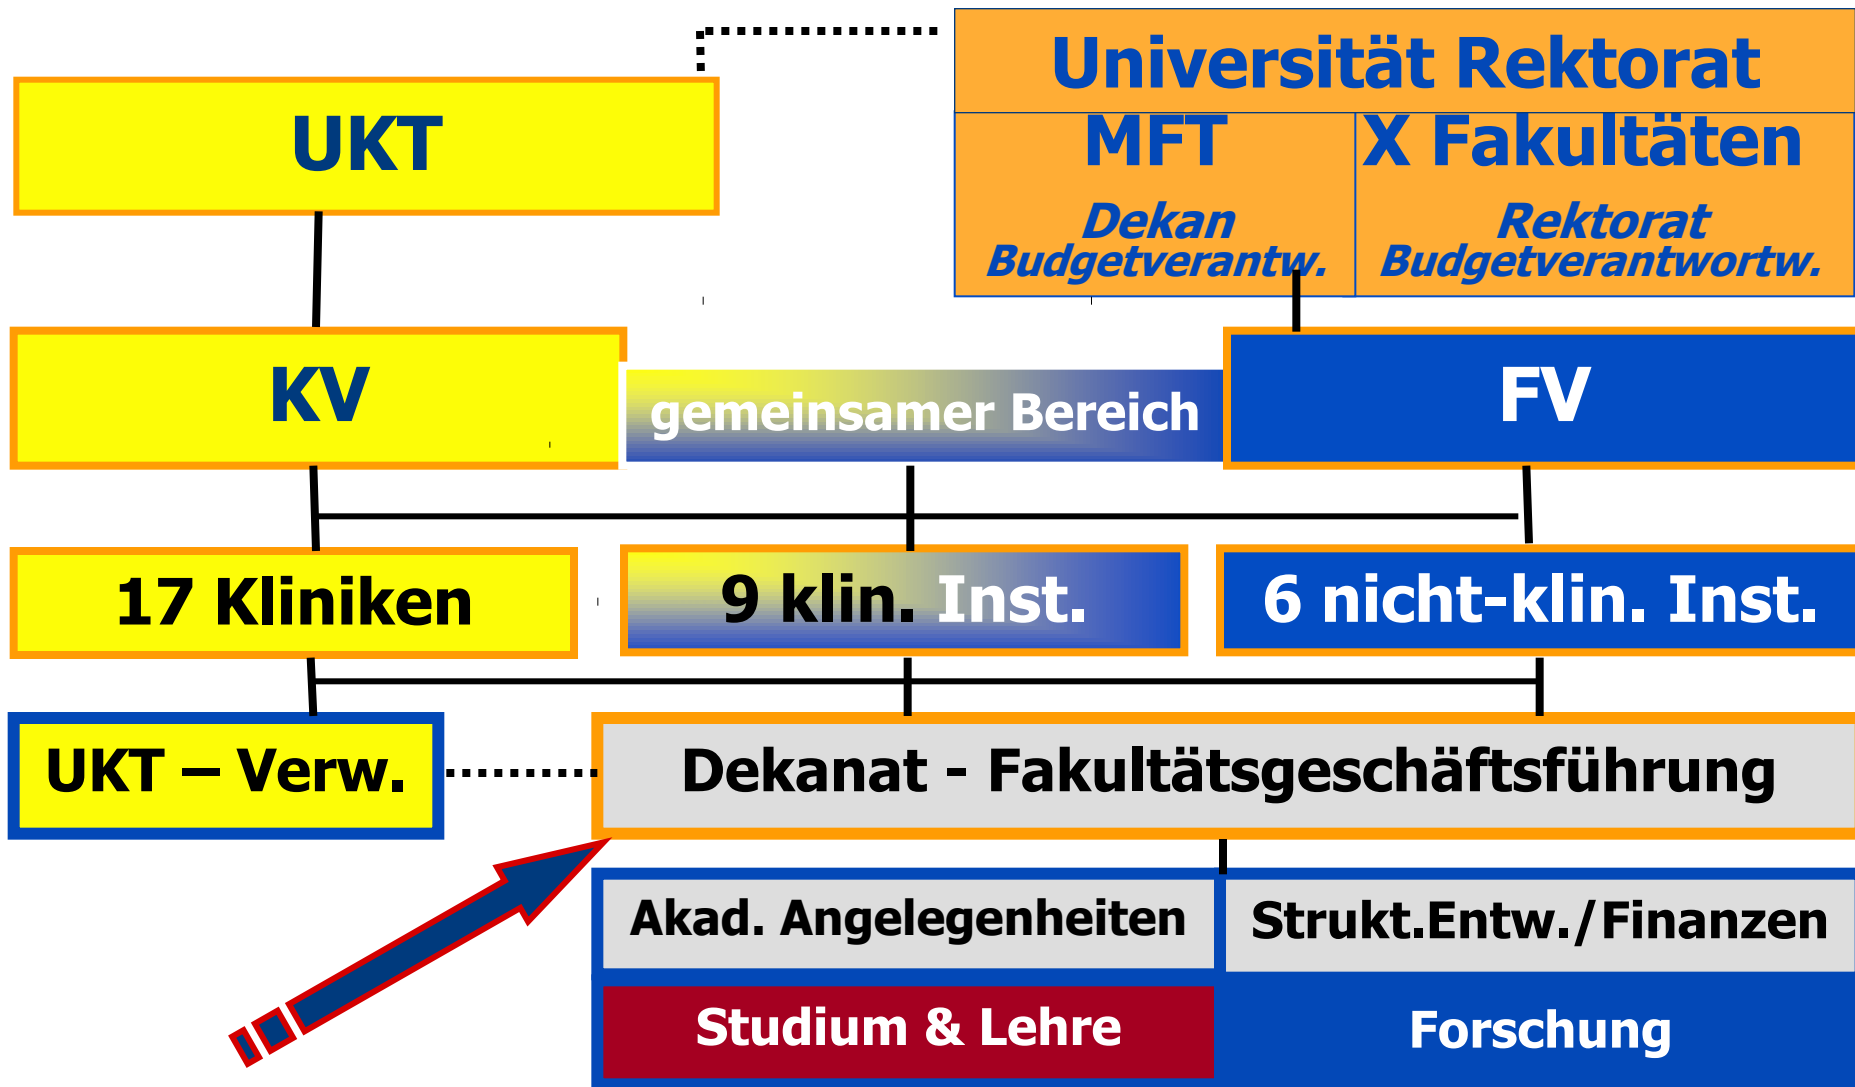 Universität Rektorat
UKT
MFT
X Fakultäten
Dekan
Budgetverantw.
Rektorat
Budgetverantwortw.
KV
gemeinsamer Bereich
FV
17 Kliniken
9 klin. Inst.
6 nicht-klin. Inst.
UKT – Verw.
Dekanat - Fakultätsgeschäftsführung
Akad. Angelegenheiten
Strukt.Entw./Finanzen
Studium & Lehre
Forschung